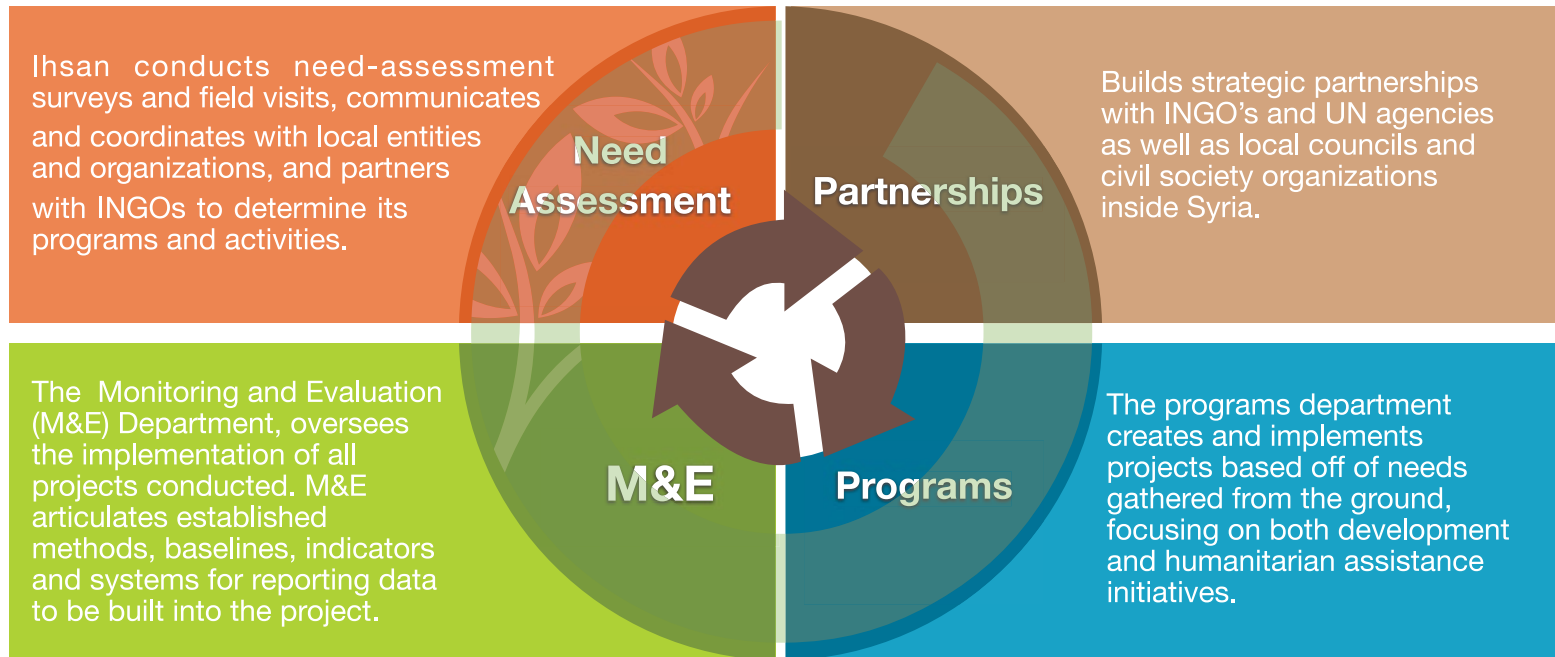 Ihsan conducts need-assessment
surveys and field visits, communicates
and coordinates with local entities
and organizations, and partners
with INGOs to determine its
programs and activities.
Need
Assessment
Partnerships
Builds strategic partnerships
with INGO's and UN agencies
as well as local councils and
civil society organizations
inside Syria.
The Monitoring and Evaluation
(M&E) Department, oversees
the implementation of all
projects conducted. M&E
articulates established
methods, baselines, indicators
and systems for reporting data
to be built into the project.
M&E
Programs
The programs department
creates and implements
projects based off of needs
gathered from the ground,
focusing on both development
and humanitarian assistance
initiatives.